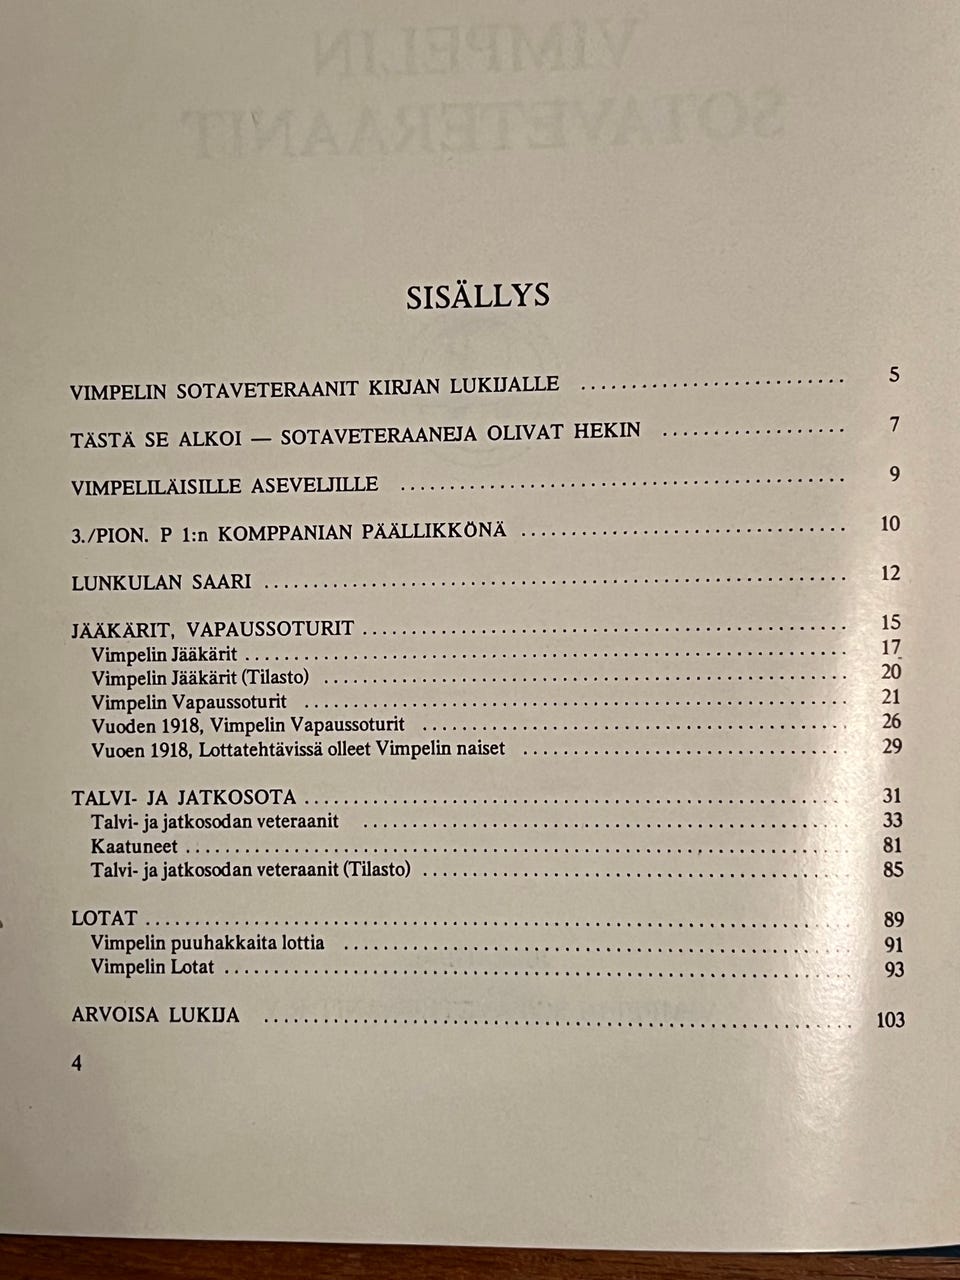 VIMPELIN
SOTAVETERAANIT
SISÄLLYS
VIMPELIN SOTAVETERAANIT KIRJAN LUKIJALLE ........................... 5
TÄSTÄ SE ALKOI — SOTAVETERAANEJA OLIVAT HEKIN ................... 7
VIMPELILÄISILLE ASEVELJILLE ............................................. 9
3./PION. P 1:n KOMPPANIAN PÄÄLLIKKÖNÄ ................................. 10
LUNKULAN SAARI ........................................................... 12
JÄÄKÄRIT, VAPAUSSOTURIT ................................................. 15
Vimpelin Jääkärit ............................................................. 17
Vimpelin Jääkärit (Tilasto) ..................................................... 20
Vimpelin Vapaussoturit ....................................................... 21
Vuoden 1918, Vimpelin Vapaussoturit ........................................... 26
Vuoen 1918, Lottatehtävissä olleet Vimpelin naiset ................................. 29
TALVI- JA JATKOSOTA ....................................................... 31
Talvi- ja jatkosodan veteraanit ................................................. 33
Kaatuneet ................................................................... 81
Talvi- ja jatkosodan veteraanit (Tilasto) ........................................... 85
LOTAT ....................................................................... 89
Vimpelin puuhakkaita lottia ................................................... 91
Vimpelin Lotat ............................................................... 93
ARVOISA LUKIJA ............................................................. 103
4